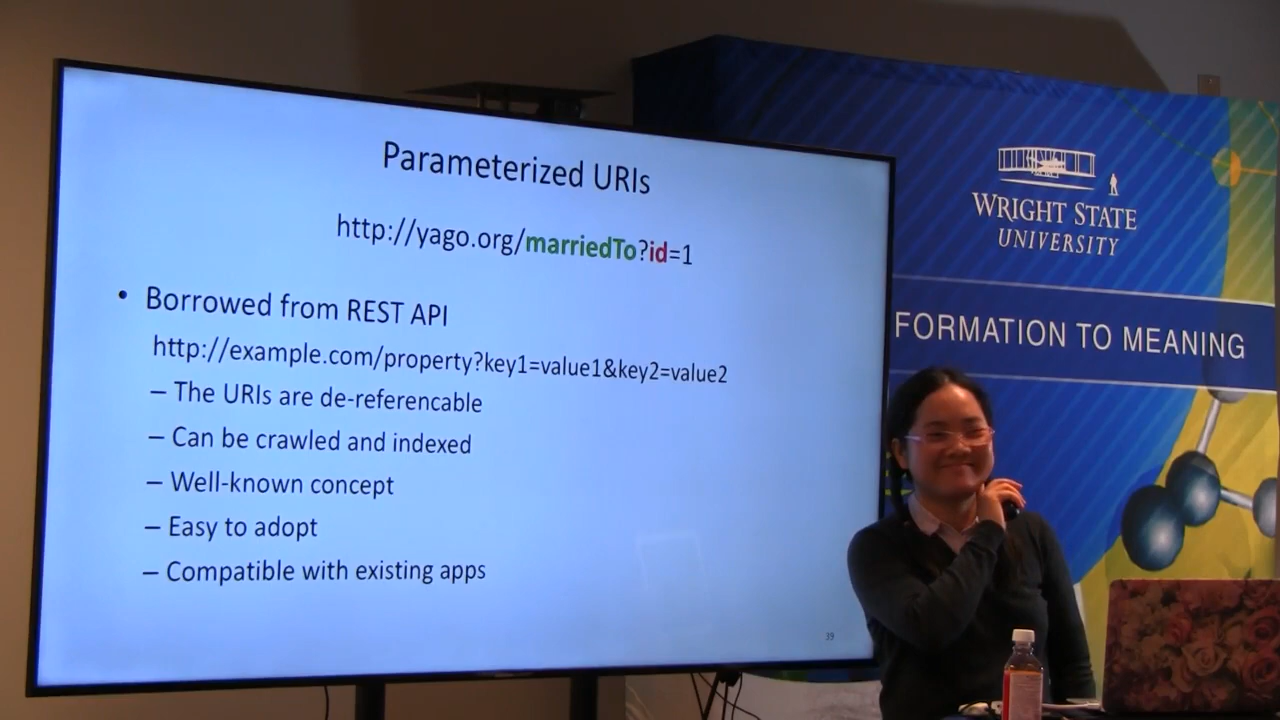 Parameterized URIs
http://yago.org/marriedTo?id=1
• Borrowed from REST API
http://example.com/property?key1=value1&key2=value2
– The URIs are de-referencable
– Can be crawled and indexed
– Well-known concept
– Easy to adopt
– Compatible with existing apps
39
WRIGHT STATE
UNIVERSITY
FORMATION TO MEANING